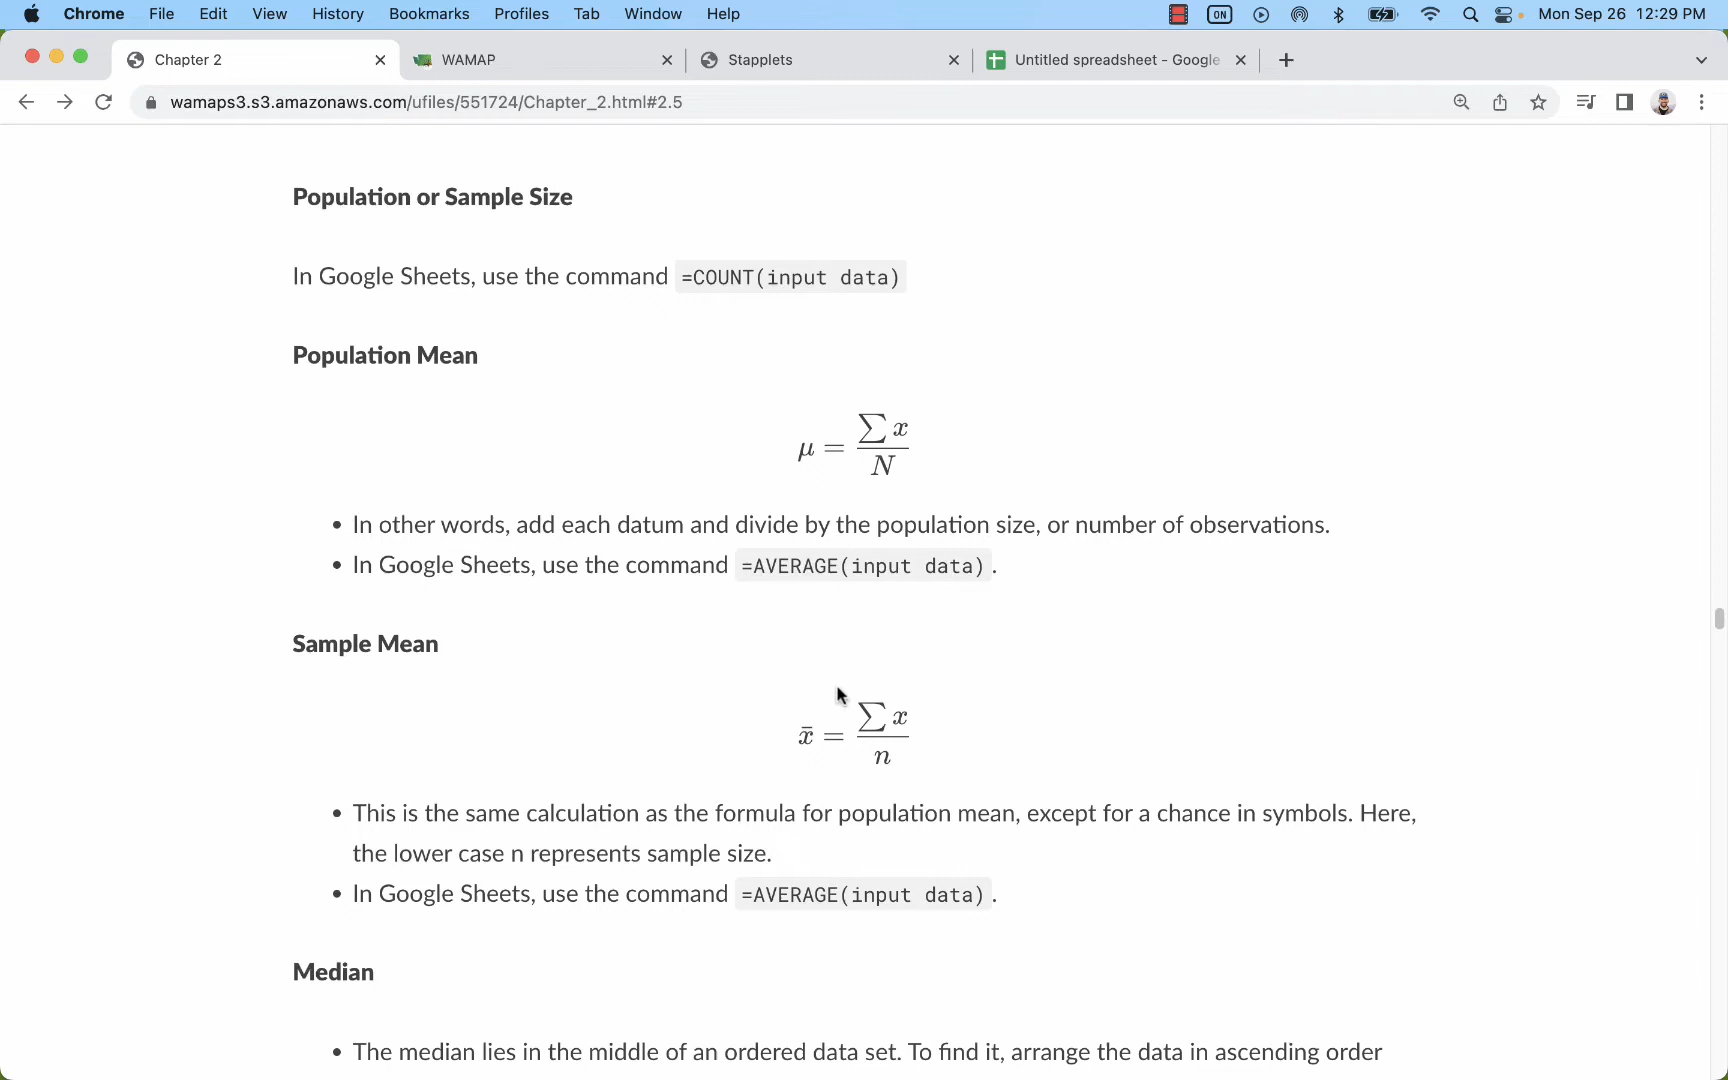 Chrome File Edit View History Bookmarks Profiles Tab Window Help ON Mon Sep 26 12:29 PM
Chapter 2 WAMAP Stapplets Untitled spreadsheet - Google
wamaps3.s3.amazonaws.com/ufiles/551724/Chapter_2.html#2.5
Population or Sample Size
In Google Sheets, use the command =COUNT(input data)
Population Mean
μ = ∑ x / N
• In other words, add each datum and divide by the population size, or number of observations.
• In Google Sheets, use the command =AVERAGE(input data).
Sample Mean
x̄ = ∑ x / n
• This is the same calculation as the formula for population mean, except for a chance in symbols. Here,
the lower case n represents sample size.
• In Google Sheets, use the command =AVERAGE(input data).
Median
• The median lies in the middle of an ordered data set. To find it, arrange the data in ascending order